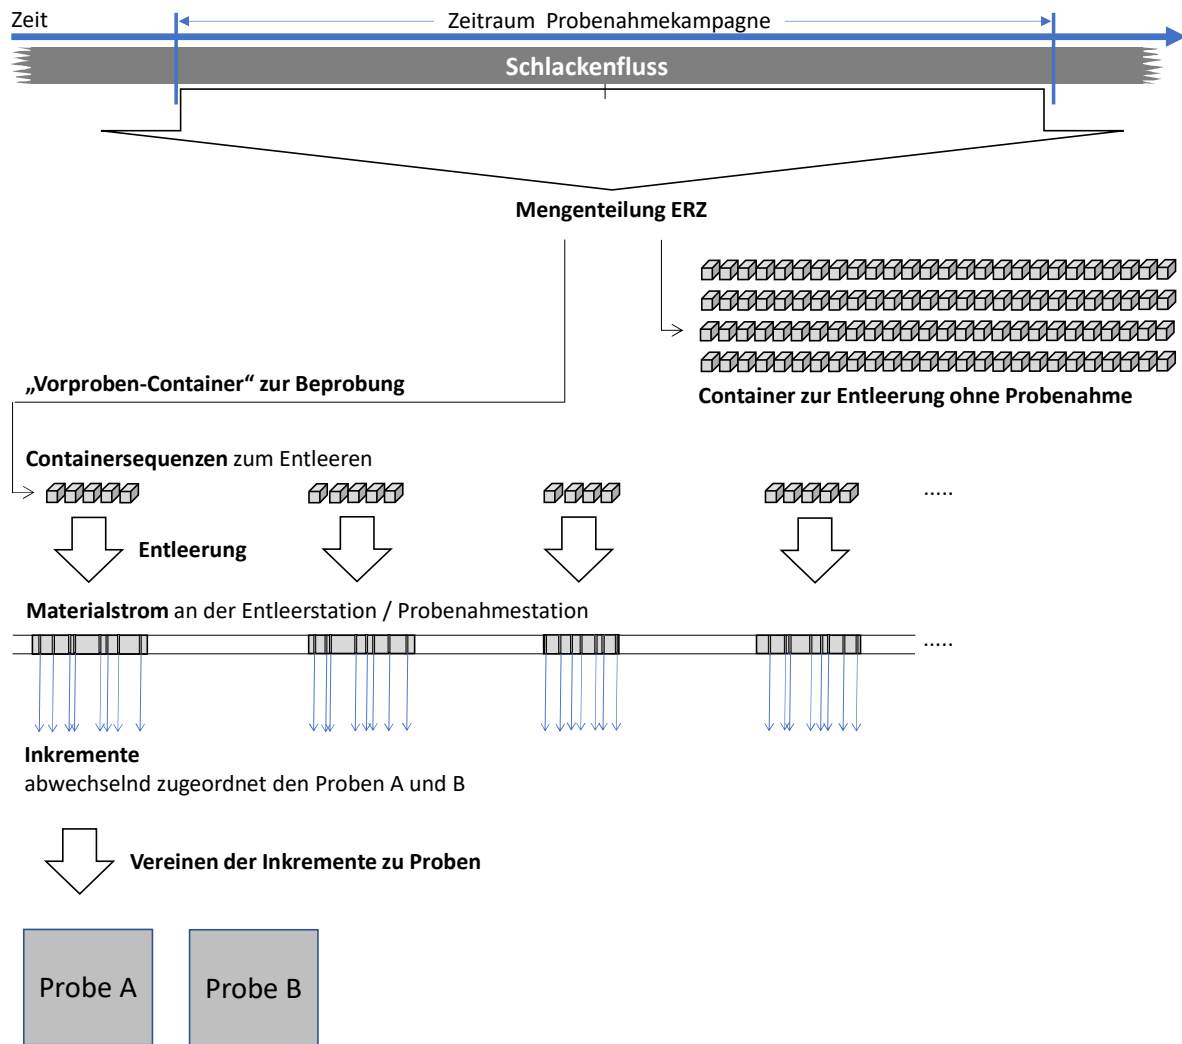 Zeit
Zeitraum Probenahmekampagne
Schlackenfluss
Mengenteilung ERZ
„Vorproben-Container“ zur Beprobung
Container zur Entleerung ohne Probenahme
Containersequenzen zum Entleeren
.....
Entleerung
Materialstrom an der Entleerstation / Probenahmestation
.....
Inkremente
abwechselnd zugeordnet den Proben A und B
Vereinen der Inkremente zu Proben
Probe A
Probe B